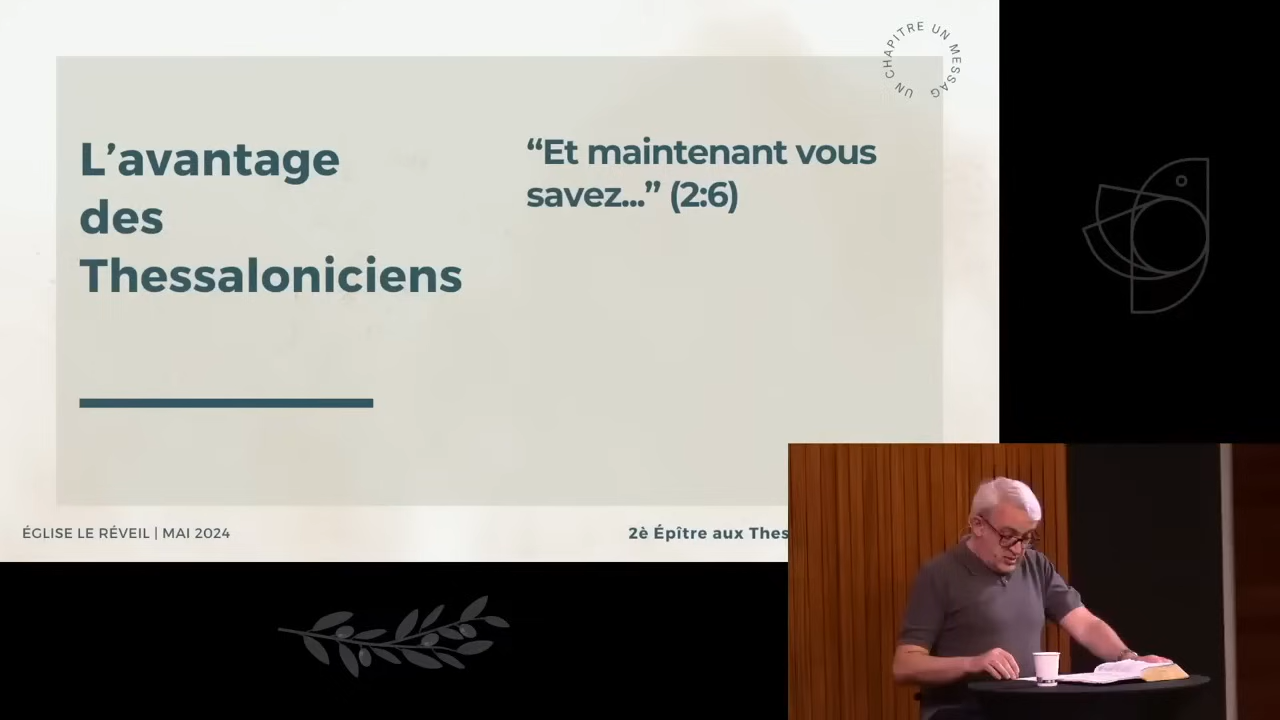 UN CHAPITRE UN MESSAG
L’avantage
des
Thessaloniciens
“Et maintenant vous
savez...” (2:6)
ÉGLISE LE RÉVEIL | MAI 2024
2è Épître aux Thes